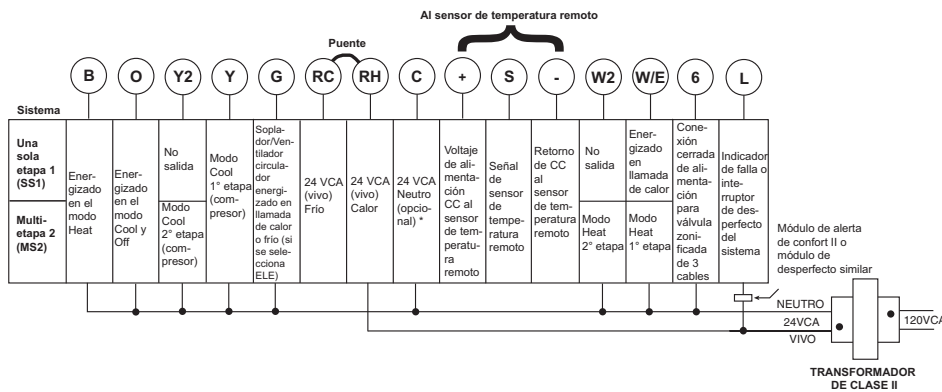 Al sensor de temperatura remoto
Puente
B
O
Y2
Y
G
RC
RH
C
+
S
-
W2
W/E
6
L
Sistema
Una
sola
etapa 1
(SS1)
Multi-
etapa 2
(MS2)
Ener-
gizado
en el
modo
Heat
Ener-
gizado
en el
modo
Cool y
Off
No
salida
Modo
Cool
2° etapa
(com-
presor)
Modo
Cool
1° etapa
(com-
presor)
Sopla-
dor/Ven-
tilador
circula-
dor
energi-
zado en
llamada
de calor
o frío (si
se sele-
cciona
ELE)
24 VCA
(vivo)
Frío
24 VCA
(vivo)
Calor
24 VCA
Neutro
(opcio-
nal) *
Voltaje
de ali-
mentación
CC al
sensor
de tem-
peratu-
ra
remoto
Señal
de
sensor
de
tempe-
ratura
remoto
Retorno
de CC
al
sensor
de tem-
peratura
remoto
No
salida
Modo
Heat
2° etapa
Ener-
gizado
en
llamada
de calor
Modo
Heat
1° etapa
Cone-
xión
cerrada
de ali-
menta-
ción
para
válvula
zoni-
ficada
de 3
cables
Indicador
de falla o
inte-
rruptor
de des-
perfecto
del
sistema
Módulo de alerta
de confort II o
módulo de
desperfecto similar
NEUTRO
24VCA
VIVO
120VCA
TRANSFORMADOR
DE CLASE II